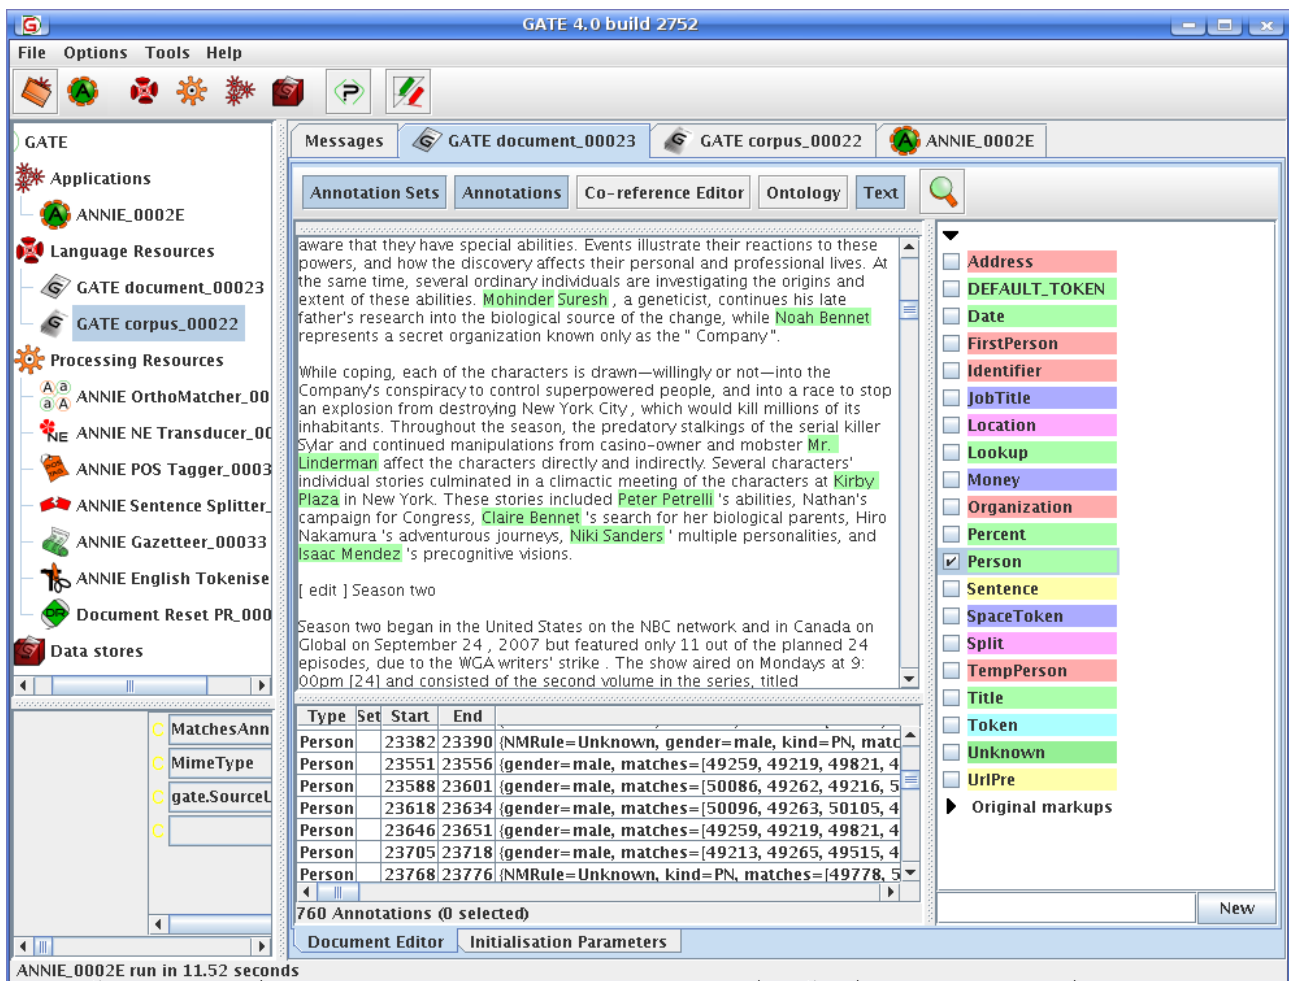 GATE 4.0 build 2752
File Options Tools Help
GATE
Applications
ANNIE_0002E
Language Resources
GATE document_00023
GATE corpus_00022
Processing Resources
ANNIE OrthoMatcher_00
ANNIE NE Transducer_00
ANNIE POS Tagger_0003
ANNIE Sentence Splitter_
ANNIE Gazetteer_00033
ANNIE English Tokenise
Document Reset PR_000
Data stores
MatchesAnn
MimeType
gate.SourceL
Messages
GATE document_00023
GATE corpus_00022
ANNIE_0002E
Annotation Sets Annotations Co-reference Editor Ontology Text
aware that they have special abilities. Events illustrate their reactions to these
powers, and how the discovery affects their personal and professional lives. At
the same time, several ordinary individuals are investigating the origins and
extent of these abilities. Mohinder Suresh , a geneticist, continues his late
father's research into the biological source of the change, while Noah Bennet
represents a secret organization known only as the " Company ".
While coping, each of the characters is drawn—willingly or not—into the
Company's conspiracy to control superpowered people, and into a race to stop
an explosion from destroying New York City , which would kill millions of its
inhabitants. Throughout the season, the predatory stalkings of the serial killer
Sylar and continued manipulations from casino-owner and mobster Mr.
Linderman affect the characters directly and indirectly. Several characters'
individual stories culminated in a climactic meeting of the characters at Kirby
Plaza in New York. These stories included Peter Petrelli 's abilities, Nathan's
campaign for Congress, Claire Bennet 's search for her biological parents, Hiro
Nakamura 's adventurous journeys, Niki Sanders ' multiple personalities, and
Isaac Mendez 's precognitive visions.
[ edit ] Season two
Season two began in the United States on the NBC network and in Canada on
Global on September 24 , 2007 but featured only 11 out of the planned 24
episodes, due to the WGA writers' strike . The show aired on Mondays at 9:
00pm [24] and consisted of the second volume in the series, titled
Type Set Start End
Person 23382 23390 {NMRule=Unknown, gender=male, kind=PN, matc
Person 23551 23556 {gender=male, matches=[49259, 49219, 49821, 4
Person 23588 23601 {gender=male, matches=[50086, 49262, 49216, 5
Person 23618 23634 {gender=male, matches=[50096, 49263, 50105, 4
Person 23646 23651 {gender=male, matches=[49259, 49219, 49821, 4
Person 23705 23718 {gender=male, matches=[49213, 49265, 49515, 4
Person 23768 23776 {NMRule=Unknown, kind=PN, matches=[49778, 5
760 Annotations (0 selected)
Document Editor Initialisation Parameters
Address
DEFAULT_TOKEN
Date
FirstPerson
Identifier
JobTitle
Location
Lookup
Money
Organization
Percent
Person
Sentence
SpaceToken
Split
TempPerson
Title
Token
Unknown
UrlPre
Original markups
New
ANNIE_0002E run in 11.52 seconds